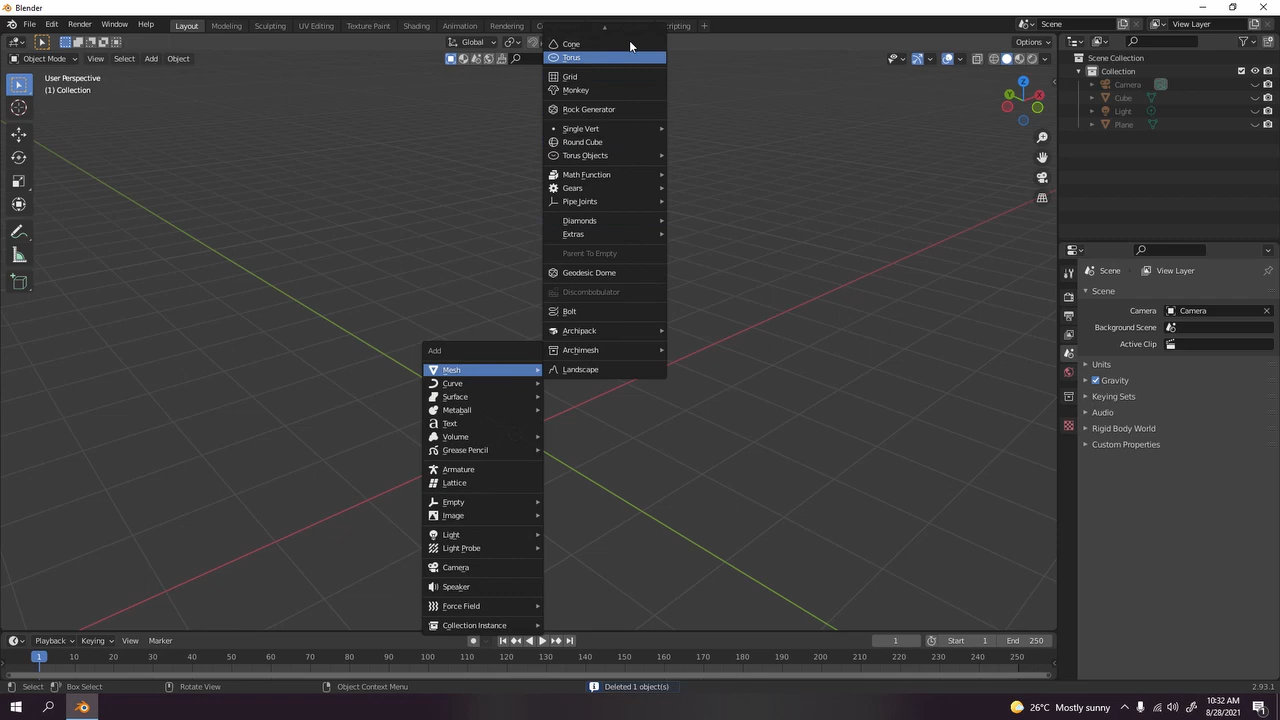 Blender
File Edit Render Window Help Layout Modeling Sculpting UV Editing Texture Paint Shading Animation Rendering Scene View Layer
Global Options
Object Mode View Select Add Object
User Perspective
(1) Collection
Cone
Torus
Grid
Monkey
Rock Generator
Single Vert
Round Cube
Torus Objects
Math Function
Gears
Pipe Joints
Diamonds
Extras
Parent To Empty
Geodesic Dome
Discombobulator
Bolt
Archipack
Archimesh
Landscape
Add
Mesh
Curve
Surface
Metaball
Text
Volume
Grease Pencil
Armature
Lattice
Empty
Image
Light
Light Probe
Camera
Speaker
Force Field
Collection Instance
X
Z
Scene Collection
Collection
Camera
Cube
Light
Plane
Scene View Layer
Scene
Camera Camera
Background Scene
Active Clip
Units
Gravity
Keying Sets
Audio
Rigid Body World
Custom Properties
Playback Keying View Marker 1 Start 1 End 250
1 10 20 30 40 50 60 70 80 90 100 110 120 130 140 150 160 170 180 190 200 210 220 230 240 250
Select Box Select Rotate View Object Context Menu Deleted 1 object(s) 2.93.1
26°C Mostly sunny 10:32 AM
8/28/2021